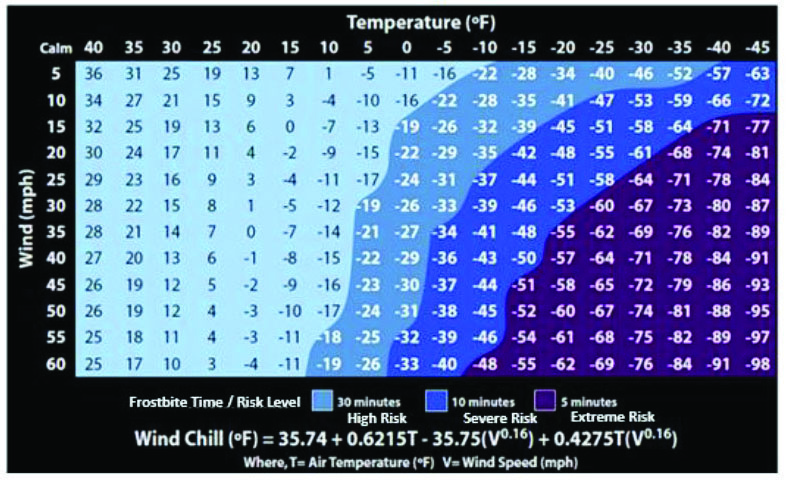 Temperature (ºF)
Calm 40 35 30 25 20 15 10 5 0 -5 -10 -15 -20 -25 -30 -35 -40 -45
5 36 31 25 19 13 7 1 -5 -11 -16 -22 -28 -34 -40 -46 -52 -57 -63
10 34 27 21 15 9 3 -4 -10 -16 -22 -28 -35 -41 -47 -53 -59 -66 -72
15 32 25 19 13 6 0 -7 -13 -19 -26 -32 -39 -45 -51 -58 -64 -71 -77
20 30 24 17 11 4 -2 -9 -15 -22 -29 -35 -42 -48 -55 -61 -68 -74 -81
25 29 23 16 9 3 -4 -11 -17 -24 -31 -37 -44 -51 -58 -64 -71 -78 -84
30 28 22 15 8 1 -5 -12 -19 -26 -33 -39 -46 -53 -60 -67 -73 -80 -87
35 28 21 14 7 0 -7 -14 -21 -27 -34 -41 -48 -55 -62 -69 -76 -82 -89
40 27 20 13 6 -1 -8 -15 -22 -29 -36 -43 -50 -57 -64 -71 -78 -84 -91
45 26 19 12 5 -2 -9 -16 -23 -30 -37 -44 -51 -58 -65 -72 -79 -86 -93
50 26 19 12 4 -3 -10 -17 -24 -31 -38 -45 -52 -60 -67 -74 -81 -88 -95
55 25 18 11 4 -3 -11 -18 -25 -32 -39 -46 -54 -61 -68 -75 -82 -89 -97
60 25 17 10 3 -4 -11 -19 -26 -33 -40 -48 -55 -62 -69 -76 -84 -91 -98
Wind (mph)
Frostbite Time / Risk Level 30 minutes 10 minutes 5 minutes
High Risk Severe Risk Extreme Risk
Wind Chill (ºF) = 35.74 + 0.6215T - 35.75(V0.16) + 0.4275T(V0.16)
Where, T= Air Temperature (ºF) V= Wind Speed (mph)